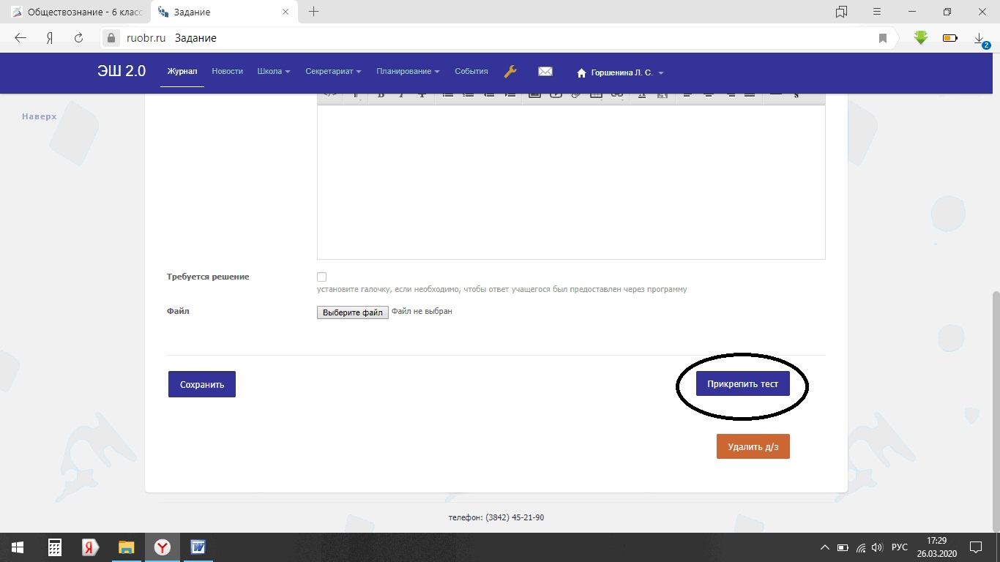 Обществознание - 6 класс
Задание
ruobr.ru Задание
2
ЭШ 2.0
Журнал
Новости
Школа
Секретариат
Планирование
События
Горшенина Л. С.
Наверх
Требуется решение
установите галочку, если необходимо, чтобы ответ учащегося был предоставлен через программу
Файл
Выберите файл Файл не выбран
Сохранить
Прикрепить тест
Удалить д/з
телефон: (3842) 45-21-90
РУС
17:29
26.03.2020